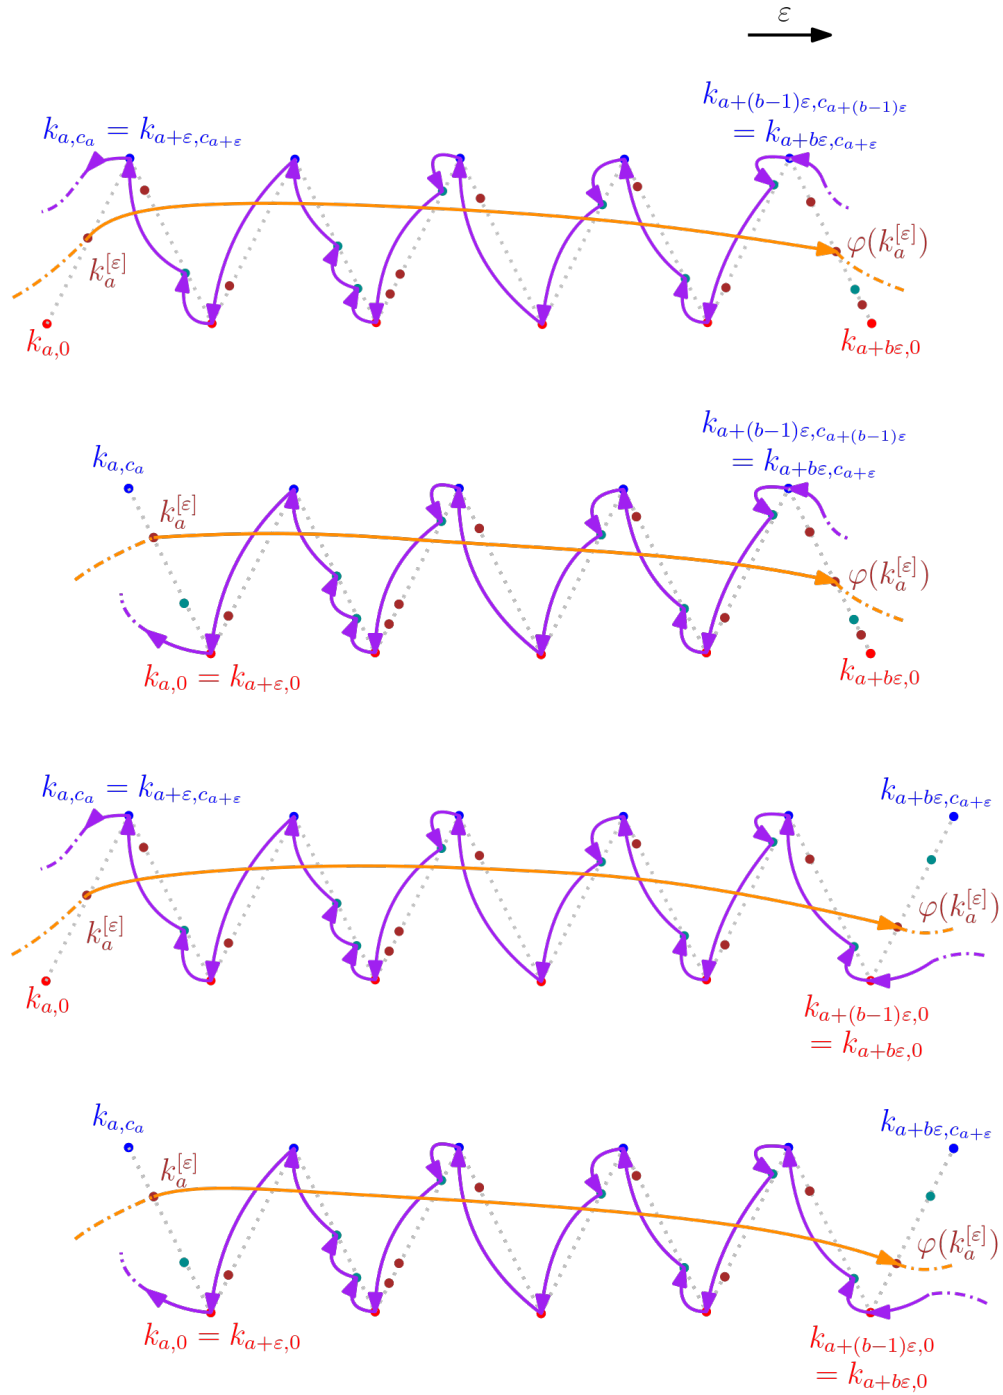 ε
k_{a+(b−1)ε,c_{a+(b−1)ε}}
k_{a,c_a} = k_{a+ε,c_{a+ε}}
= k_{a+bε,c_{a+ε}}
φ(k_a^{[ε]})
k_a^{[ε]}
k_{a,0}
k_{a+bε,0}
k_{a+(b−1)ε,c_{a+(b−1)ε}}
k_{a,c_a}
= k_{a+bε,c_{a+ε}}
k_a^{[ε]}
φ(k_a^{[ε]})
k_{a,0} = k_{a+ε,0}
k_{a+bε,0}
k_{a,c_a} = k_{a+ε,c_{a+ε}}
k_{a+bε,c_{a+ε}}
φ(k_a^{[ε]})
k_a^{[ε]}
k_{a,0}
k_{a+(b−1)ε,0}
= k_{a+bε,0}
k_{a,c_a}
k_{a+bε,c_{a+ε}}
k_a^{[ε]}
φ(k_a^{[ε]})
k_{a,0} = k_{a+ε,0}
k_{a+(b−1)ε,0}
= k_{a+bε,0}